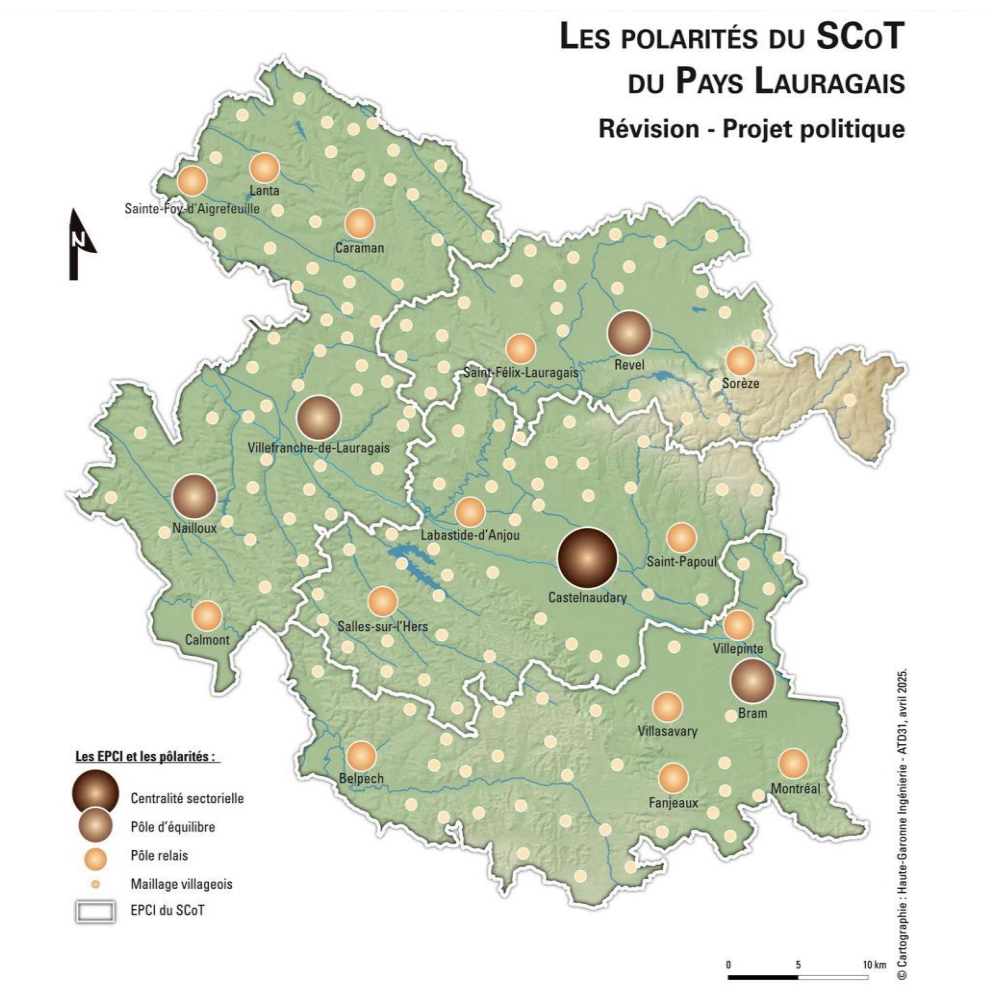 LES POLARITÉS DU SCOT
DU PAYS LAURAGAIS
Révision - Projet politique
N
Lanta
Sainte-Foy-d'Aigrefeuille
Caraman
Saint-Félix-Lauragais
Revel
Sorèze
Villefranche-de-Lauragais
Nailloux
Labastide-d'Anjou
Saint-Papoul
Castelnaudary
Calmont
Salles-sur-l'Hers
Villepinte
Bram
Villasavary
Belpech
Fanjeaux
Montréal
Les EPCI et les pôlarités :
Centralité sectorielle
Pôle d'équilibre
Pôle relais
Maillage villageois
EPCI du SCoT
0 5 10 km
© Cartographie : Haute-Garonne Ingénierie - ATD31, avril 2025.